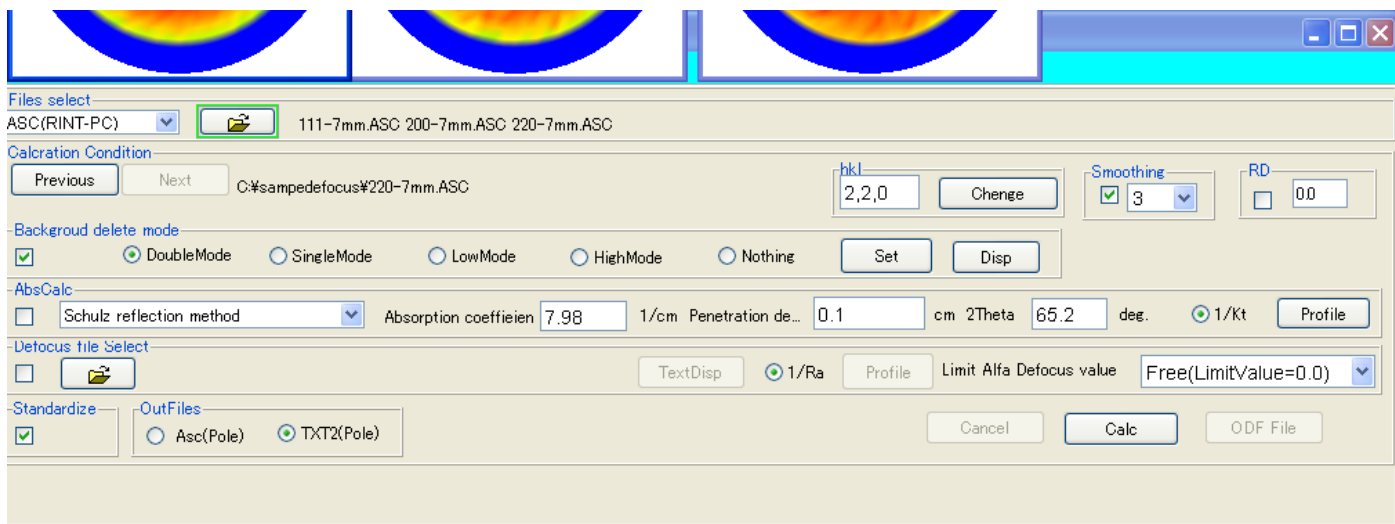 Files select
ASC(RINT-PC) 111-7mm.ASC 200-7mm.ASC 220-7mm.ASC
Calcration Condition
Previous Next C:¥sampedefocus¥220-7mm.ASC hkl 2,2,0 Chenge Smoothing 3 RD 0.0
Backgroud delete mode
DoubleMode SingleMode LowMode HighMode Nothing Set Disp
AbsCalc
Schulz reflection method Absorption coeffieien 7.98 1/cm Penetration de... 0.1 cm 2Theta 65.2 deg. 1/Kt Profile
Defocus file Select
TextDisp 1/Ra Profile Limit Alfa Defocus value Free(LimitValue=0.0)
Standardize OutFiles
Asc(Pole) TXT2(Pole) Cancel Calc ODF File